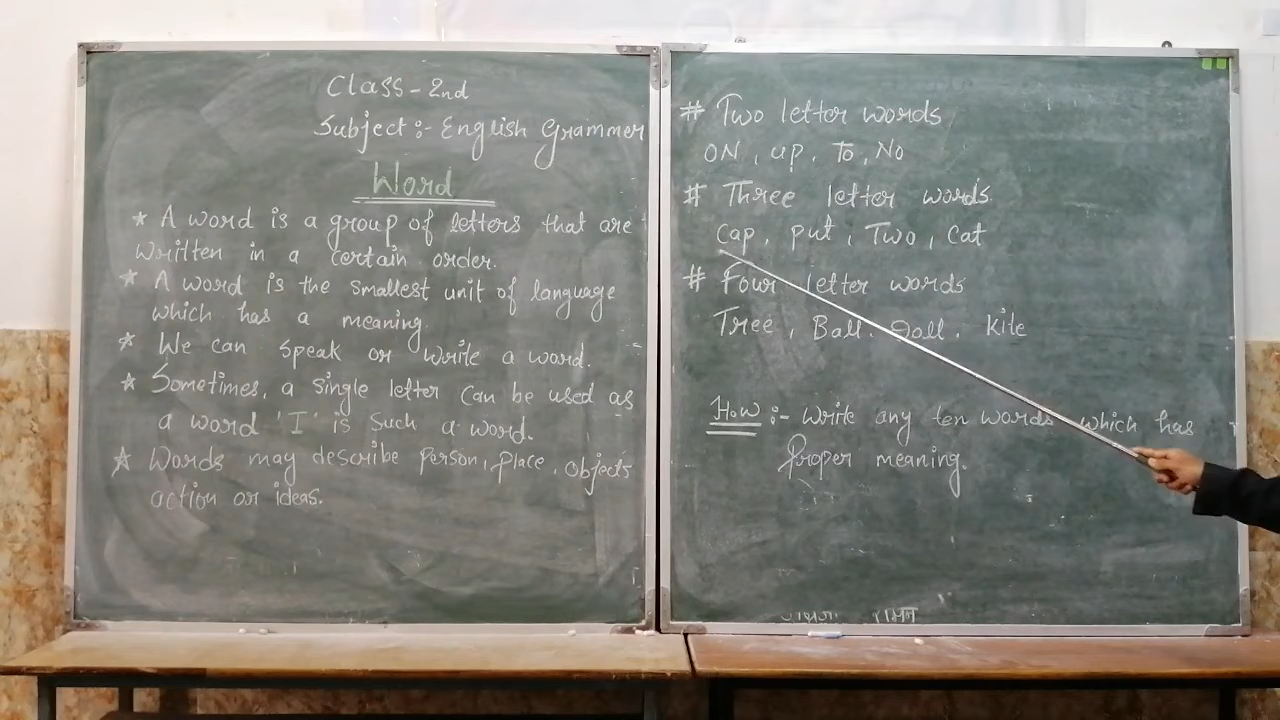 Class - 2nd
Subject :- English Grammer
Word
* A word is a group of letters that are
written in a certain order.
* A word is the smallest unit of language
which has a meaning.
* We can speak or write a word.
* Sometimes, a single letter can be used as
a word 'I' is such a word.
* Words may describe person, place, objects
action or ideas.
# Two letter words
ON, up, To, No
# Three letter words
Cap, put, Two, Cat
# Four letter words
Tree, Ball, Doll, Kite
H.w :- Write any ten words which has
proper meaning.